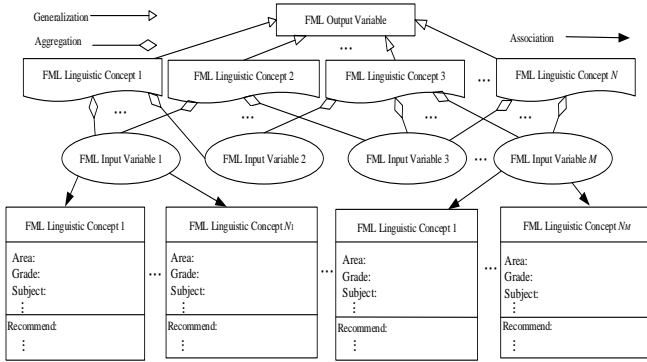 Generalization
FML Output Variable
Aggregation
...
Association
FML Linguistic Concept 1
FML Linguistic Concept 2
FML Linguistic Concept 3
...
FML Linguistic Concept N
...
...
...
...
FML Input Variable 1
FML Input Variable 2
FML Input Variable 3
...
FML Input Variable M
FML Linguistic Concept 1
FML Linguistic Concept N1
FML Linguistic Concept 1
FML Linguistic Concept NM
Area:
Grade:
Subject:
⋮
Recommend:
⋮
...
Area:
Grade:
Subject:
⋮
Recommend:
⋮
...
Area:
Grade:
Subject:
⋮
Recommend:
⋮
...
Area:
Grade:
Subject:
⋮
Recommend:
⋮